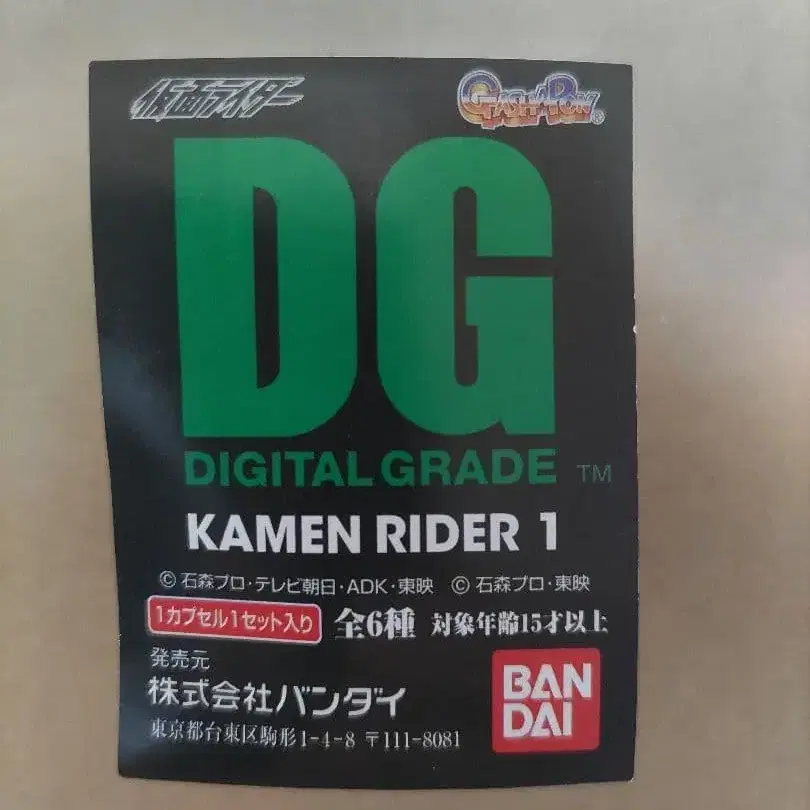 仮面ライダー
GASHAPON®
DG
DIGITAL GRADE TM
KAMEN RIDER 1
© 石森プロ・テレビ朝日・ADK・東映 © 石森プロ・東映
1カプセル1セット入り 全6種 対象年齢15才以上
発売元
株式会社バンダイ
東京都台東区駒形1-4-8 〒111-8081
BAN
DAI